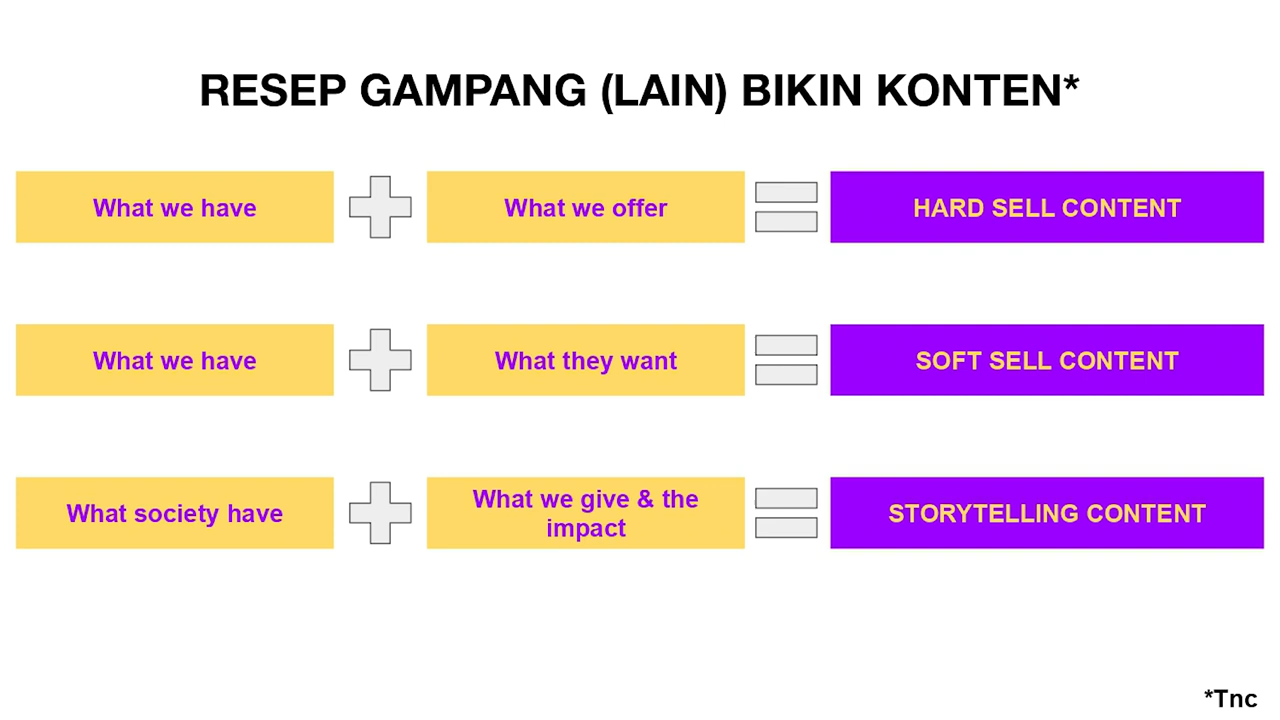 RESEP GAMPANG (LAIN) BIKIN KONTEN*
What we have
What we offer
HARD SELL CONTENT
What we have
What they want
SOFT SELL CONTENT
What society have
What we give & the
impact
STORYTELLING CONTENT
*Tnc